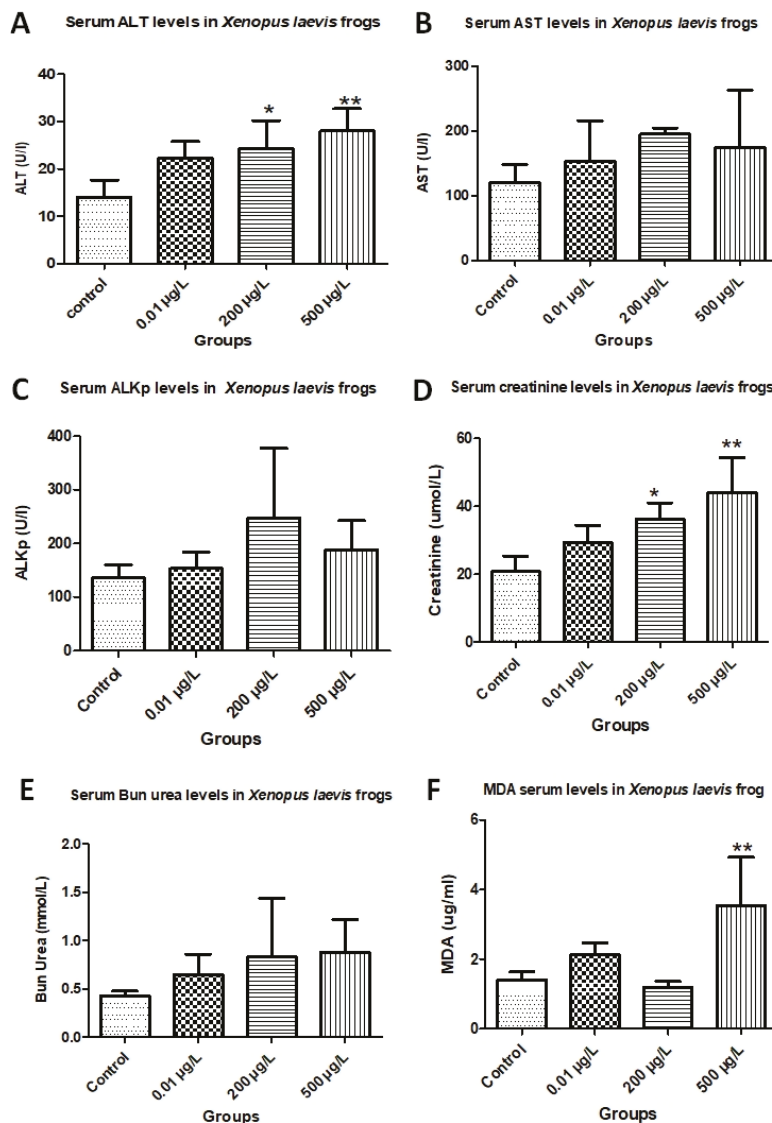 A
Serum ALT levels in Xenopus laevis frogs
ALT (U/l)
40
30
20
10
0
*
**
control
0.01 µg/L
200 µg/L
500 µg/L
Groups
B
Serum AST levels in Xenopus laevis frogs
AST (U/l)
300
200
100
0
Control
0.01 µg/L
200 µg/L
500 µg/L
Groups
C
Serum ALKp levels in Xenopus laevis frogs
ALKp (U/l)
400
300
200
100
0
Control
0.01 µg/L
200 µg/L
500 µg/L
Groups
D
Serum creatinine levels in Xenopus laevis frogs
Creatinine (umol/L)
60
40
20
0
*
**
Control
0.01 µg/L
200 µg/L
500 µg/L
Groups
E
Serum Bun urea levels in Xenopus laevis frogs
Bun Urea (mmol/L)
2.0
1.5
1.0
0.5
0.0
Control
0.01 µg/L
200 µg/L
500 µg/L
Groups
F
MDA serum levels in Xenopus laevis frog
MDA (ug/ml)
6
4
2
0
**
Control
0.01 µg/L
200 µg/L
500 µg/L
Groups